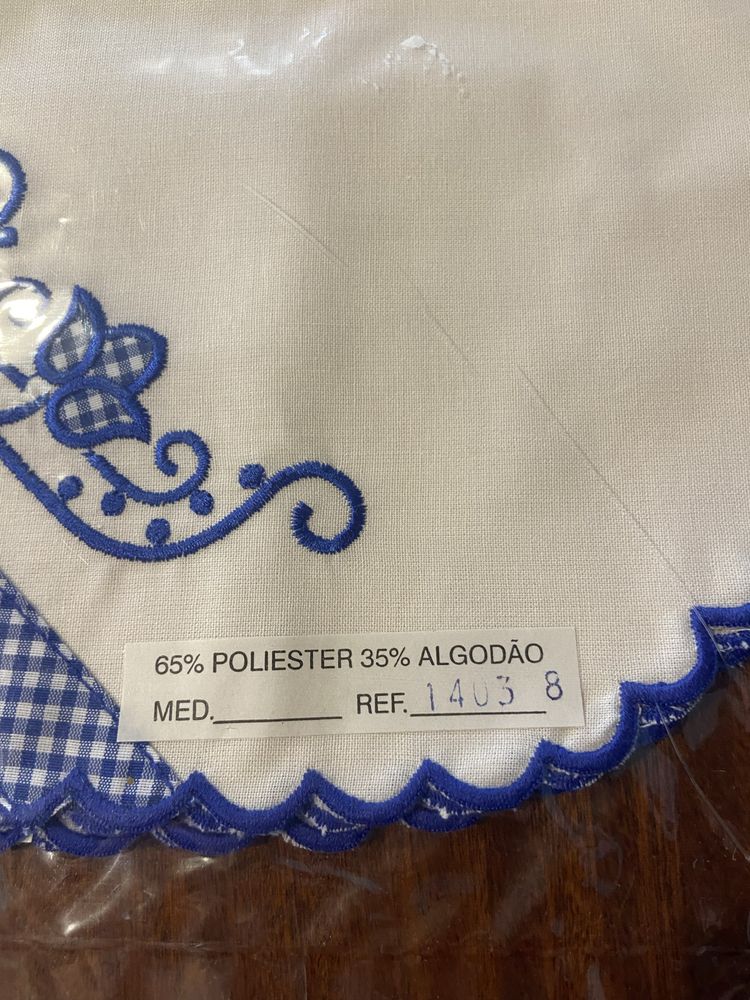 65% POLIESTER 35% ALGODÃO
MED.________ REF. 1403 8